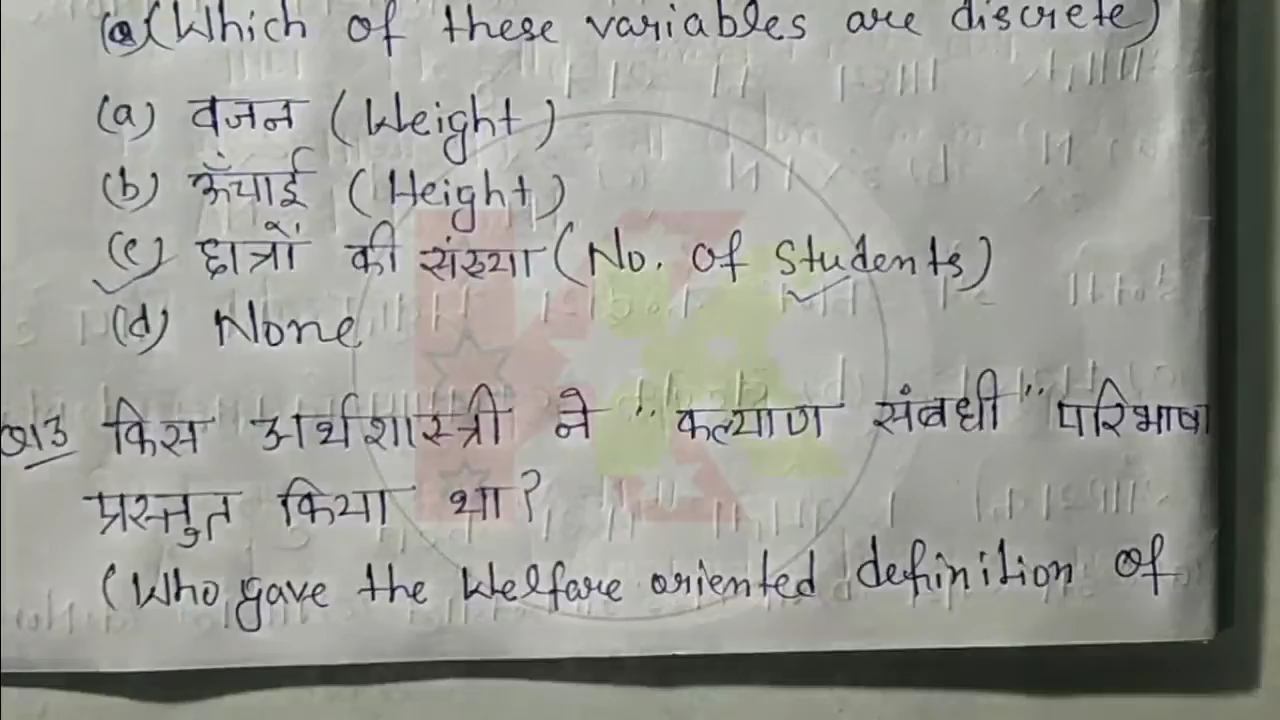 (Which of these variables are discrete)
(a) वजन (Weight)
(b) ऊँचाई (Height)
(c) छात्रों की संख्या (No. of students)
(d) None
किस अर्थशास्त्री ने "कल्याण संबधी" परिभाषा
प्रस्तुत किया था?
(Who gave the Welfare oriented definition of